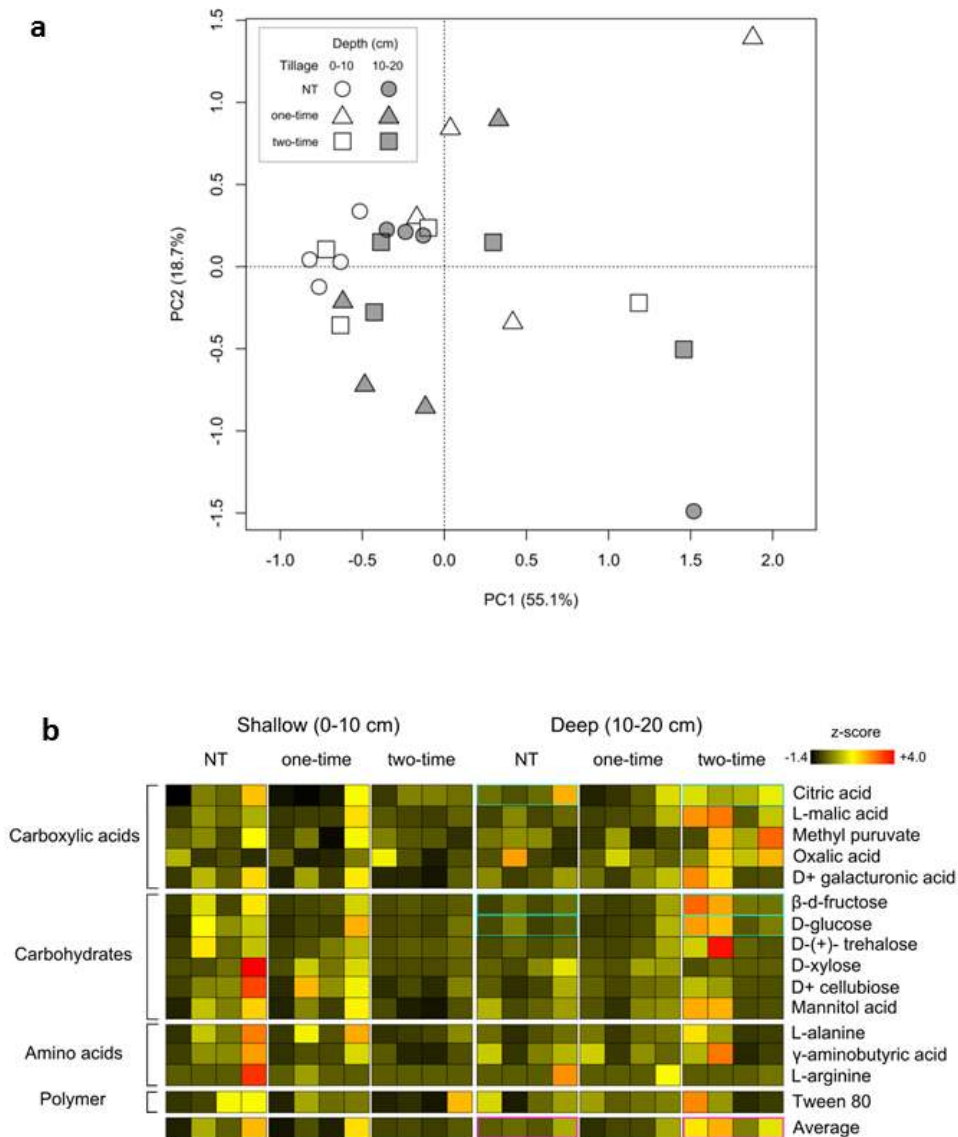 a
Depth (cm)
Tillage 0-10 10-20
NT
one-time
two-time
1.5
1.0
0.5
0.0
-0.5
-1.0
-1.5
PC2 (18.7%)
-1.0 -0.5 0.0 0.5 1.0 1.5 2.0
PC1 (55.1%)
b
Shallow (0-10 cm) Deep (10-20 cm)
z-score
NT one-time two-time NT one-time two-time
-1.4 +4.0
Carboxylic acids
Citric acid
L-malic acid
Methyl puruvate
Oxalic acid
D+ galacturonic acid
Carbohydrates
β-d-fructose
D-glucose
D-(+)- trehalose
D-xylose
D+ cellubiose
Mannitol acid
Amino acids
L-alanine
γ-aminobutyric acid
L-arginine
Polymer
Tween 80
Average